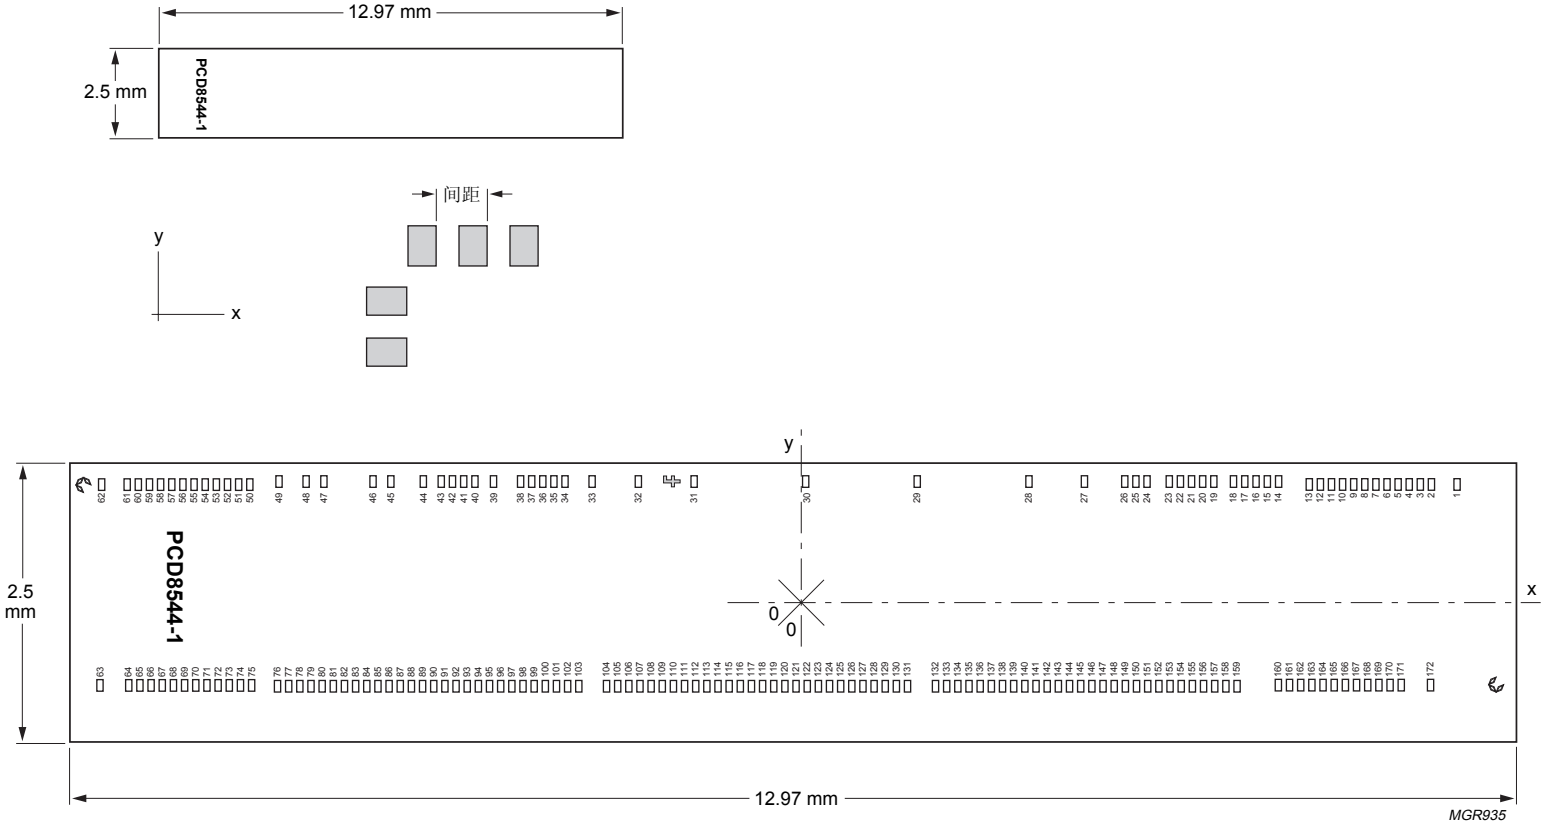 12.97 mm
2.5 mm
PCD8544-1
间距
y
x
y
62 61 60 59 58 57 56 55 54 53 52 51 50 49 48 47 46 45 44 43 42 41 40 39 38 37 36 35 34 33 32 31 30 29 28 27 26 25 24 23 22 21 20 19 18 17 16 15 14 13 12 11 10 9 8 7 6 5 4 3 2 1
PCD8544-1
2.5
mm
x
0
0
63 64 65 66 67 68 69 70 71 72 73 74 75 76 77 78 79 80 81 82 83 84 85 86 87 88 89 90 91 92 93 94 95 96 97 98 99 100 101 102 103 104 105 106 107 108 109 110 111 112 113 114 115 116 117 118 119 120 121 122 123 124 125 126 127 128 129 130 131 132 133 134 135 136 137 138 139 140 141 142 143 144 145 146 147 148 149 150 151 152 153 154 155 156 157 158 159 160 161 162 163 164 165 166 167 168 169 170 171 172
12.97 mm
MGR935